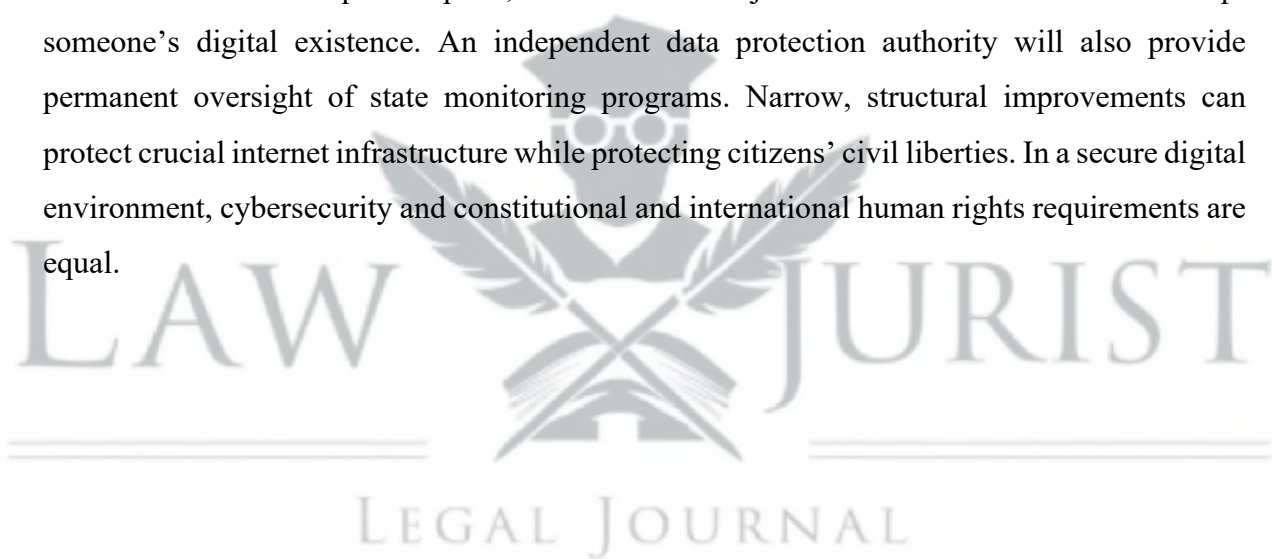 someone’s digital existence. An independent data protection authority will also provide
permanent oversight of state monitoring programs. Narrow, structural improvements can
protect crucial internet infrastructure while protecting citizens’ civil liberties. In a secure digital
environment, cybersecurity and constitutional and international human rights requirements are
equal.
LAW JURIST
LEGAL JOURNAL